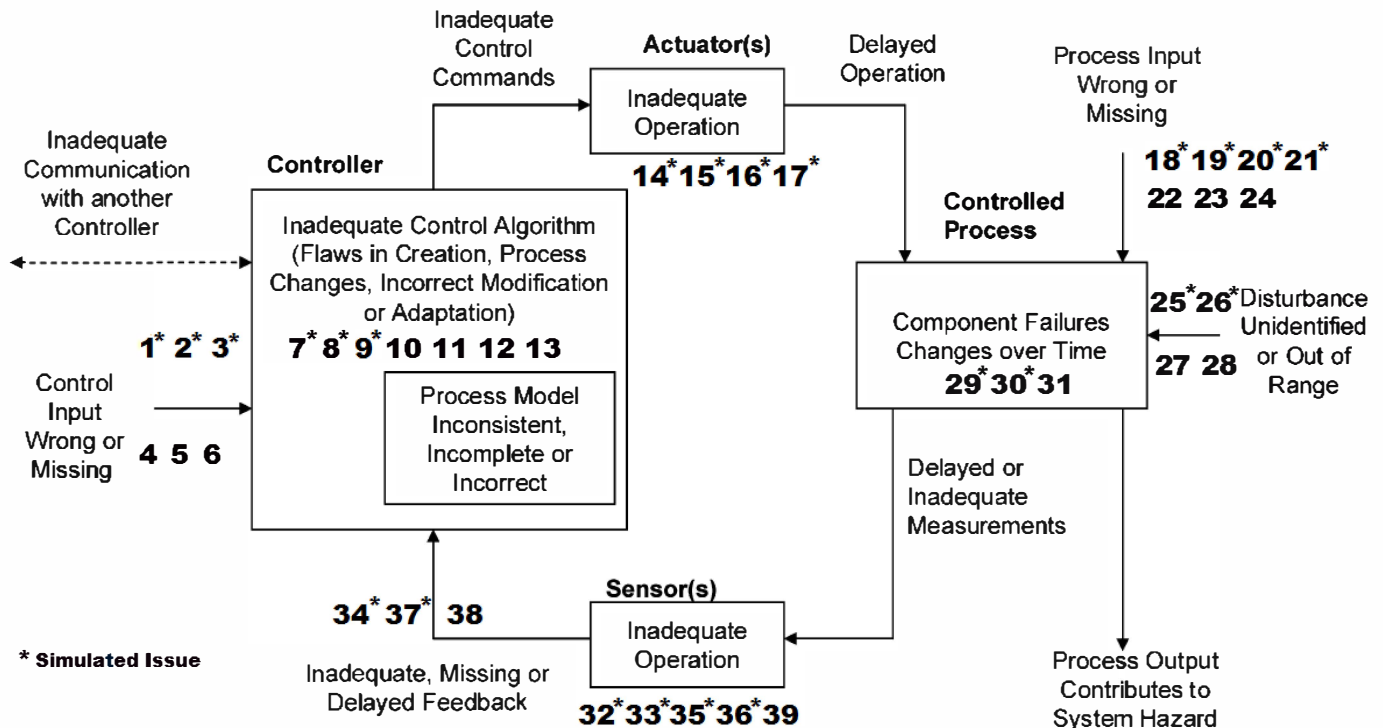 Inadequate
Control
Commands
Actuator(s)
Inadequate
Operation
14* 15* 16* 17*
Delayed
Operation
Process Input
Wrong or
Missing
18* 19* 20* 21*
22 23 24
Inadequate
Communication
with another
Controller
Controller
Inadequate Control Algorithm
(Flaws in Creation, Process
Changes, Incorrect Modification
or Adaptation)
7* 8* 9* 10 11 12 13
Process Model
Inconsistent,
Incomplete or
Incorrect
1* 2* 3*
Control
Input
Wrong or
Missing
4 5 6
Controlled
Process
Component Failures
Changes over Time
29* 30* 31
25* 26*
27 28
Disturbance
Unidentified
or Out of
Range
Delayed or
Inadequate
Measurements
Sensor(s)
Inadequate
Operation
32* 33* 35* 36* 39
34* 37* 38
Inadequate, Missing or
Delayed Feedback
* Simulated Issue
Process Output
Contributes to
System Hazard